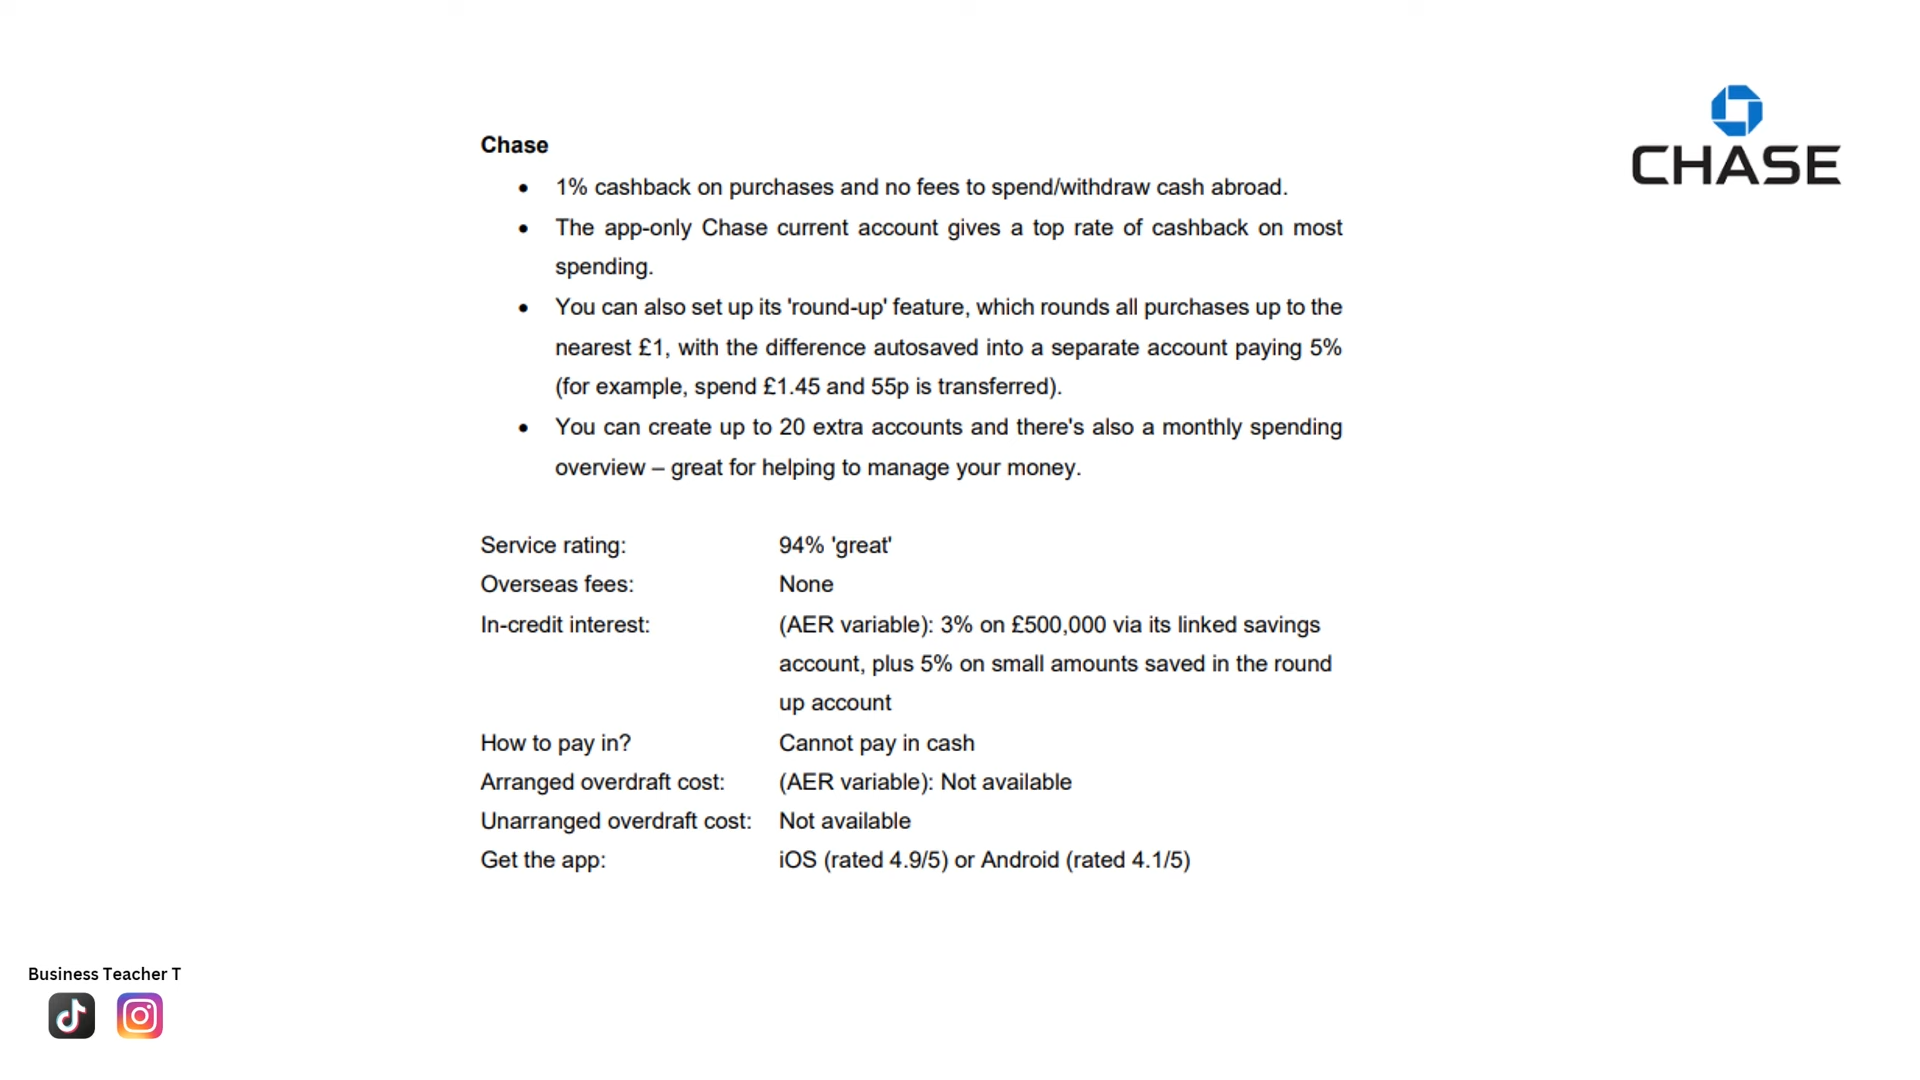 CHASE
Chase
• 1% cashback on purchases and no fees to spend/withdraw cash abroad.
• The app-only Chase current account gives a top rate of cashback on most
spending.
• You can also set up its 'round-up' feature, which rounds all purchases up to the
nearest £1, with the difference autosaved into a separate account paying 5%
(for example, spend £1.45 and 55p is transferred).
• You can create up to 20 extra accounts and there's also a monthly spending
overview – great for helping to manage your money.
Service rating: 94% 'great'
Overseas fees: None
In-credit interest: (AER variable): 3% on £500,000 via its linked savings
account, plus 5% on small amounts saved in the round
up account
How to pay in? Cannot pay in cash
Arranged overdraft cost: (AER variable): Not available
Unarranged overdraft cost: Not available
Get the app: iOS (rated 4.9/5) or Android (rated 4.1/5)
Business Teacher T